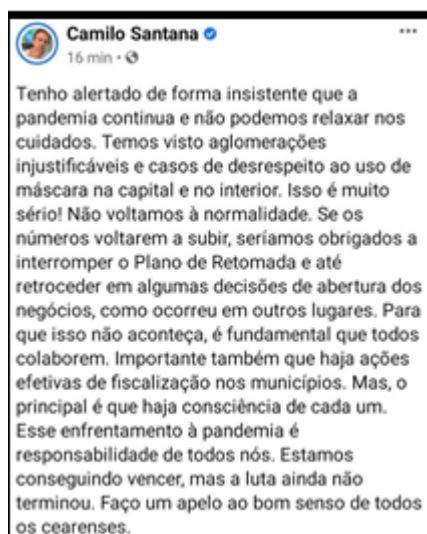 Camilo Santana
16 min •
Tenho alertado de forma insistente que a
pandemia continua e não podemos relaxar nos
cuidados. Temos visto aglomerações
injustificáveis e casos de desrespeito ao uso de
máscara na capital e no interior. Isso é muito
sério! Não voltamos à normalidade. Se os
números voltarem a subir, seríamos obrigados a
interromper o Plano de Retomada e até
retroceder em algumas decisões de abertura dos
negócios, como ocorreu em outros lugares. Para
que isso não aconteça, é fundamental que todos
colaborem. Importante também que haja ações
efetivas de fiscalização nos municípios. Mas, o
principal é que haja consciência de cada um.
Esse enfrentamento à pandemia é
responsabilidade de todos nós. Estamos
conseguindo vencer, mas a luta ainda não
terminou. Faço um apelo ao bom senso de todos
os cearenses.